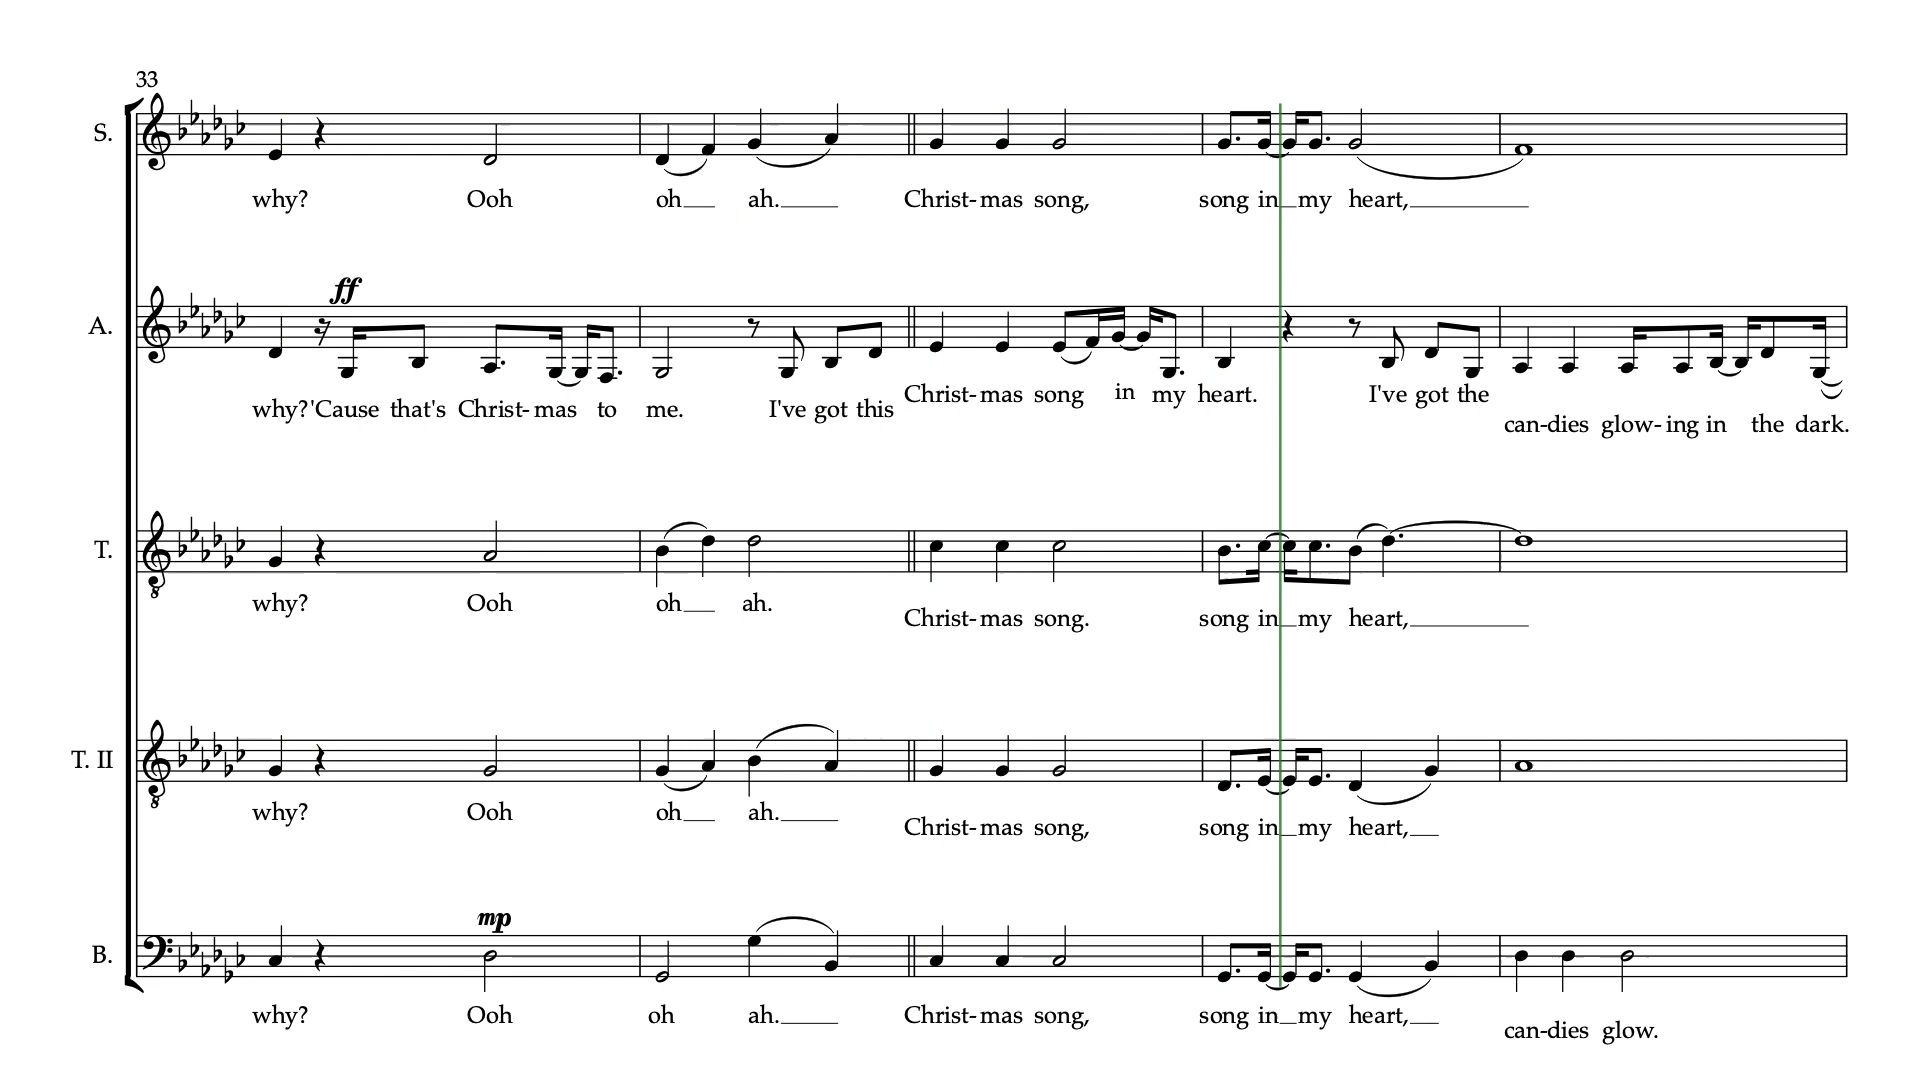 33
S.
why? Ooh oh ah. Christ- mas song, song in my heart,
ff
A.
why? 'Cause that's Christ- mas to me. I've got this Christ- mas song in my heart. I've got the can-dies glow- ing in the dark.
T.
why? Ooh oh ah. Christ- mas song. song in my heart,
T. II
why? Ooh oh ah. Christ- mas song, song in my heart,
mp
B.
why? Ooh oh ah. Christ- mas song, song in my heart, can-dies glow.